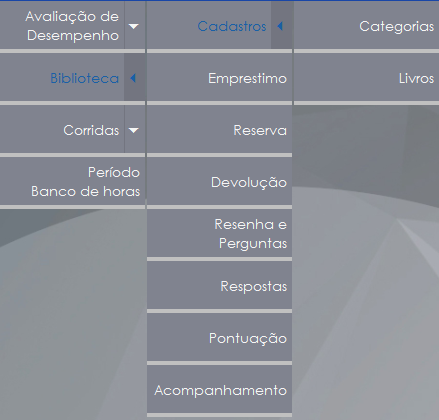 Avaliação de
Desempenho
Biblioteca
Corridas
Período
Banco de horas
Cadastros
Emprestimo
Reserva
Devolução
Resenha e
Perguntas
Respostas
Pontuação
Acompanhamento
Categorias
Livros